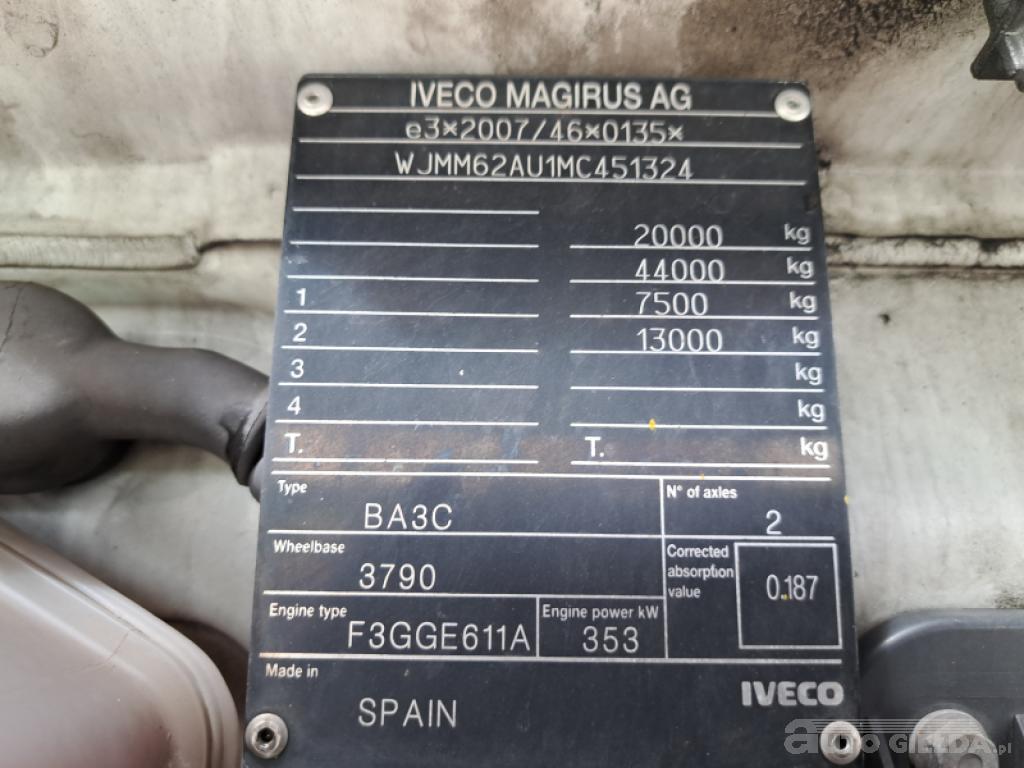 IVECO MAGIRUS AG
e3*2007/46*0135*
WJMM62AU1MC451324
20000 kg
44000 kg
1 7500 kg
2 13000 kg
3 kg
4 kg
T. T. kg
Type BA3C N° of axles 2
Wheelbase 3790 Corrected absorption value 0.187
Engine type F3GGE611A Engine power kW 353
Made in SPAIN IVECO
auto GIEŁDA.pl